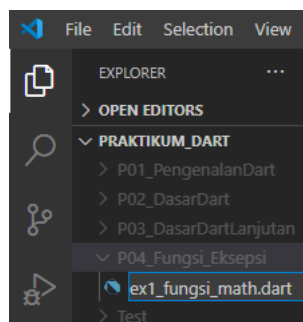 File Edit Selection View
EXPLORER ...
> OPEN EDITORS
PRAKTIKUM_DART
> P01_PengenalanDart
> P02_DasarDart
> P03_DasarDartLanjutan
P04_Fungsi_Eksepsi
ex1_fungsi_math.dart
> Test